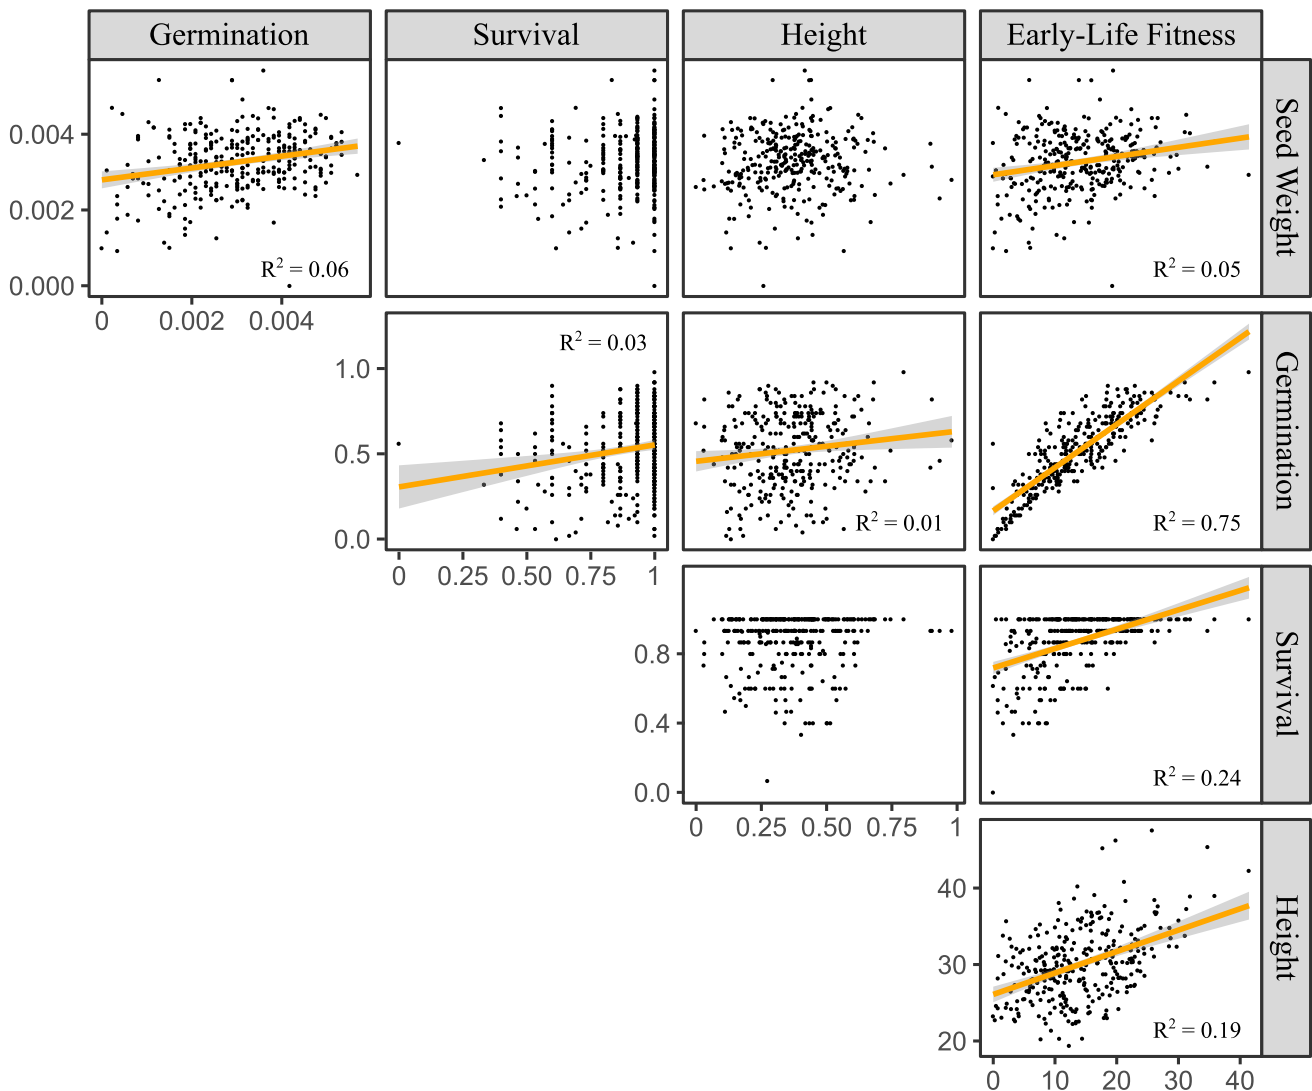 Germination Survival Height Early-Life Fitness
0.004
0.002
0.000
R² = 0.06
R² = 0.05
Seed Weight
0 0.002 0.004
1.0
0.5
0.0
R² = 0.03
R² = 0.01
R² = 0.75
Germination
0 0.25 0.50 0.75 1
0.8
0.4
0.0
R² = 0.24
Survival
0 0.25 0.50 0.75 1
40
30
20
R² = 0.19
Height
0 10 20 30 40